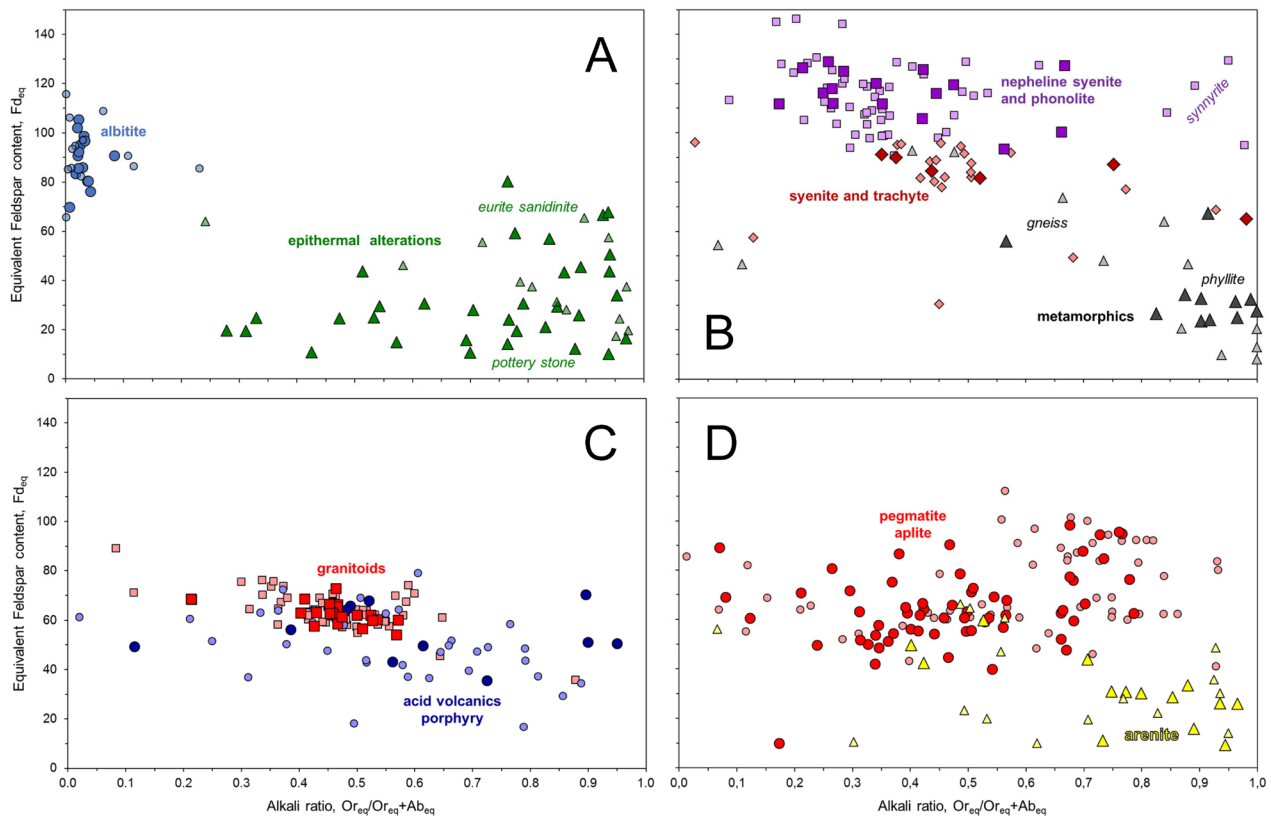 A
140
120
100
80
60
40
20
0
Equivalent Feldspar content, Fdeq
albitite
eurite sanidinite
epithermal alterations
pottery stone
B
nepheline syenite
and phonolite
synnyrite
syenite and trachyte
gneiss
phyllite
metamorphics
C
140
120
100
80
60
40
20
0
Equivalent Feldspar content, Fdeq
granitoids
acid volcanics
porphyry
0.0 0.1 0.2 0.3 0.4 0.5 0.6 0.7 0.8 0.9 1.0
Alkali ratio, Oreq/Oreq+Abeq
D
pegmatite
aplite
arenite
0,0 0,1 0,2 0,3 0,4 0,5 0,6 0,7 0,8 0,9 1,0
Alkali ratio, Oreq/Oreq+Abeq